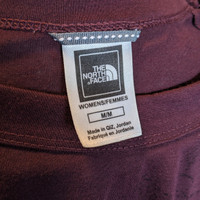 THE
NORTH
FACE
WOMENS/FEMMES
M/M
Made in QIZ, Jordan
Fabriqué en Jordanie